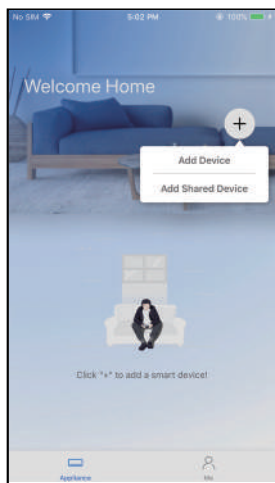 No SIM 5:02 PM 100%
Welcome Home
+
Add Device
Add Shared Device
Click "+" to add a smart device!
Appliance Me